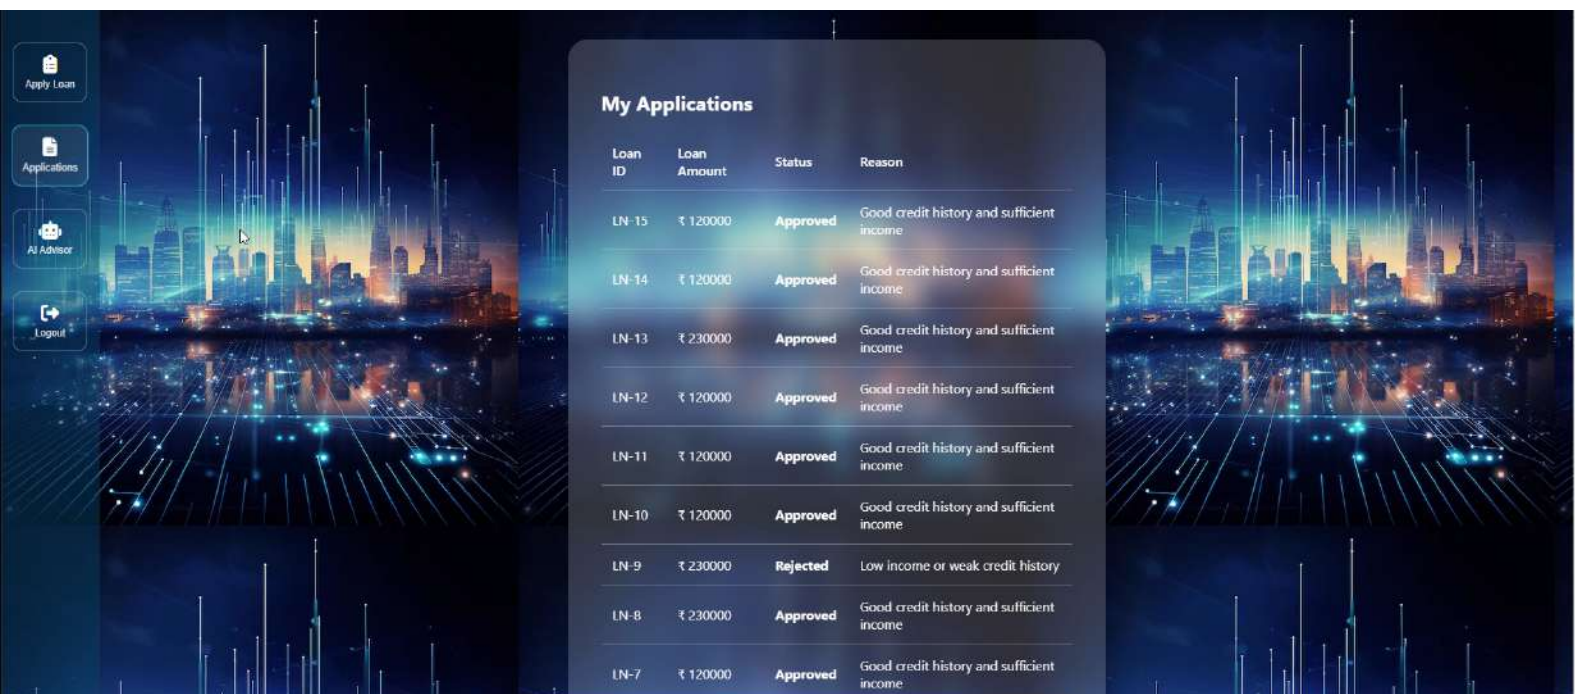 Apply Loan
Applications
AI Advisor
Logout
My Applications
Loan ID Loan Amount Status Reason
LN-15 ₹ 120000 Approved Good credit history and sufficient income
LN-14 ₹ 120000 Approved Good credit history and sufficient income
LN-13 ₹ 230000 Approved Good credit history and sufficient income
LN-12 ₹ 120000 Approved Good credit history and sufficient income
LN-11 ₹ 120000 Approved Good credit history and sufficient income
LN-10 ₹ 120000 Approved Good credit history and sufficient income
LN-9 ₹ 230000 Rejected Low income or weak credit history
LN-8 ₹ 230000 Approved Good credit history and sufficient income
LN-7 ₹ 120000 Approved Good credit history and sufficient income